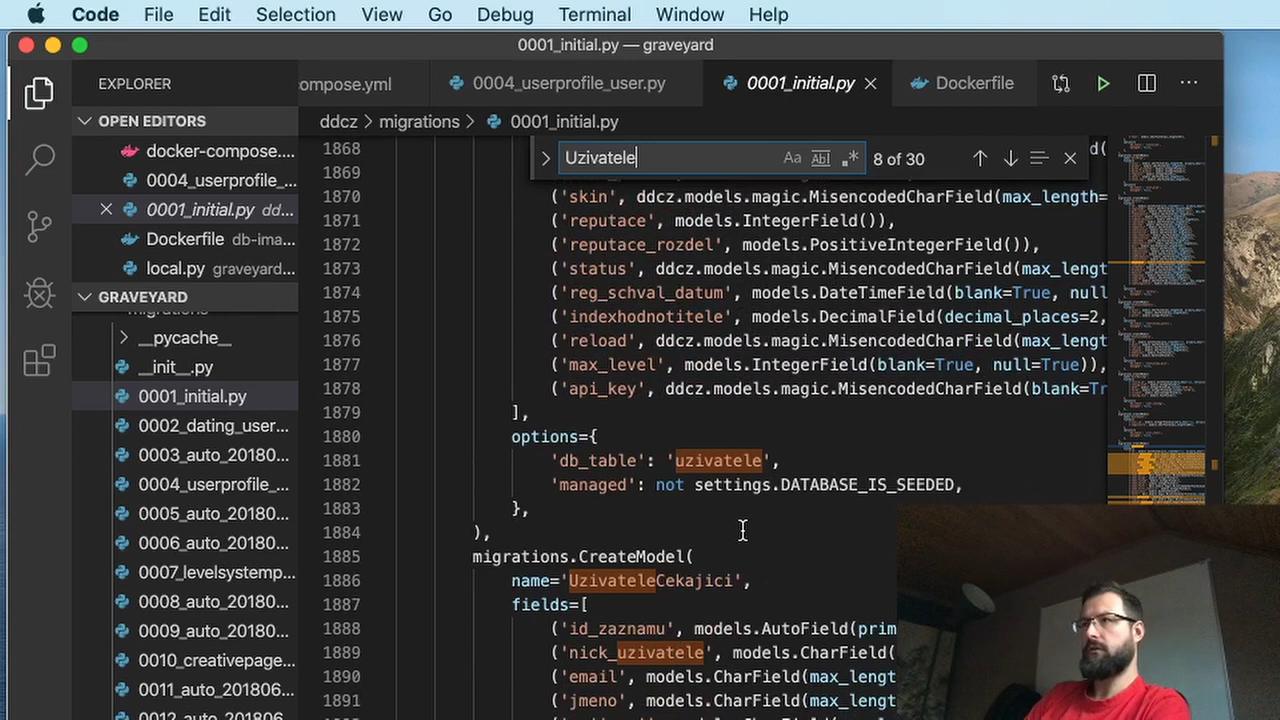 Code File Edit Selection View Go Debug Terminal Window Help
0001_initial.py — graveyard
EXPLORER
OPEN EDITORS
docker-compose....
0004_userprofile_...
0001_initial.py dd...
Dockerfile db-ima...
local.py graveyard...
GRAVEYARD
__pycache__
__init__.py
0001_initial.py
0002_dating_user...
0003_auto_20180...
0004_userprofile_...
0005_auto_20180...
0006_auto_20180...
0007_levelsystemp...
0008_auto_20180...
0009_auto_20180...
0010_creativepage...
0011_auto_201806...
ompose.yml 0004_userprofile_user.py 0001_initial.py Dockerfile
ddcz > migrations > 0001_initial.py
Uzivatele Aa Abl .* 8 of 30
1868
1869
1870 ('skin', ddcz.models.magic.MisencodedCharField(max_length=
1871 ('reputace', models.IntegerField()),
1872 ('reputace_rozdel', models.PositiveIntegerField()),
1873 ('status', ddcz.models.magic.MisencodedCharField(max_lengt
1874 ('reg_schval_datum', models.DateTimeField(blank=True, null
1875 ('indexhodnotitele', models.DecimalField(decimal_places=2,
1876 ('reload', ddcz.models.magic.MisencodedCharField(max_lengt
1877 ('max_level', models.IntegerField(blank=True, null=True)),
1878 ('api_key', ddcz.models.magic.MisencodedCharField(blank=Tr
1879 ],
1880 options={
1881 'db_table': 'uzivatele',
1882 'managed': not settings.DATABASE_IS_SEEDED,
1883 },
1884 ),
1885 migrations.CreateModel(
1886 name='UzivateleCekajici',
1887 fields=[
1888 ('id_zaznamu', models.AutoField(prim
1889 ('nick_uzivatele', models.CharField(
1890 ('email', models.CharField(max_lengt
1891 ('jmeno', models.CharField(max_lengt